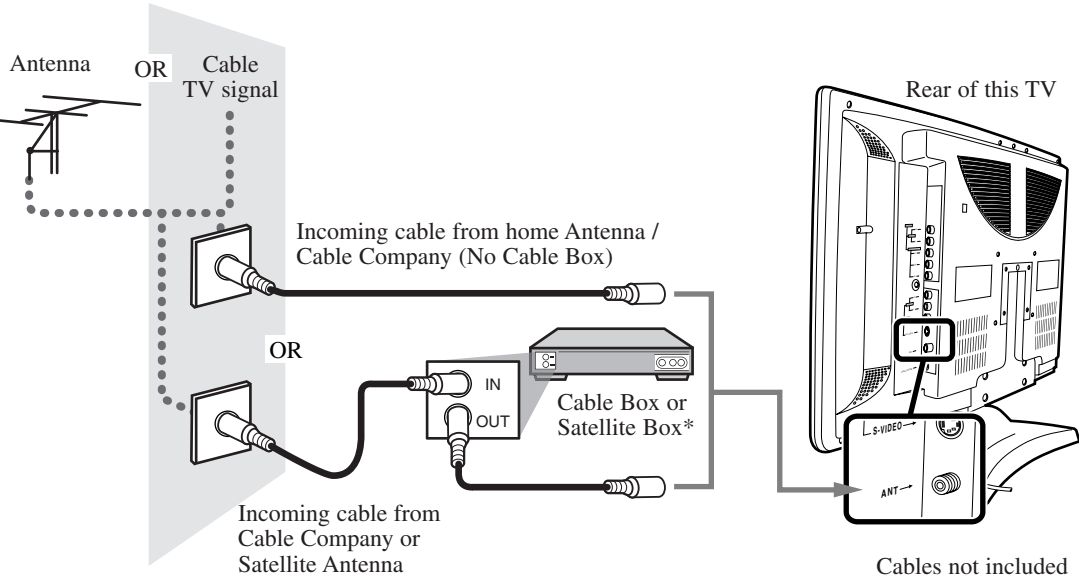 Antenna
OR
Cable
TV signal
Rear of this TV
Incoming cable from home Antenna /
Cable Company (No Cable Box)
OR
IN
OUT
Cable Box or
Satellite Box*
S-VIDEO
ANT
Incoming cable from
Cable Company or
Satellite Antenna
Cables not included